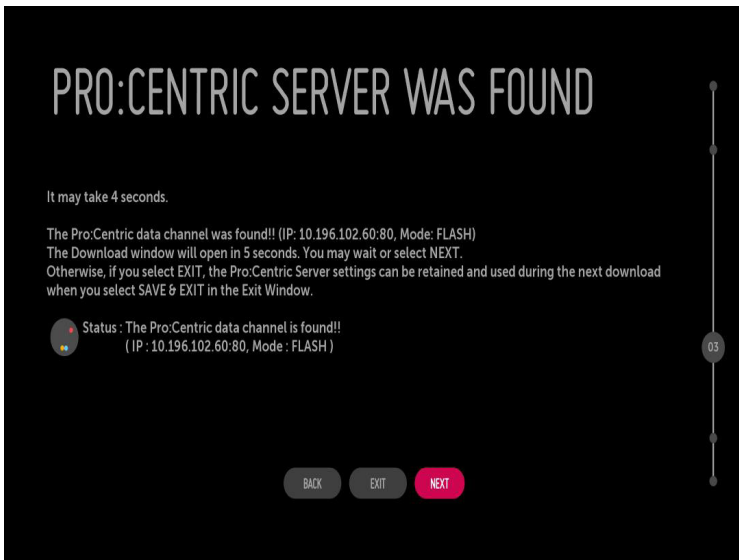 PRO:CENTRIC SERVER WAS FOUND
It may take 4 seconds.
The Pro:Centric data channel was found!! (IP: 10.196.102.60:80, Mode: FLASH)
The Download window will open in 5 seconds. You may wait or select NEXT.
Otherwise, if you select EXIT, the Pro:Centric Server settings can be retained and used during the next download
when you select SAVE & EXIT in the Exit Window.
Status : The Pro:Centric data channel is found!!
( IP : 10.196.102.60:80, Mode : FLASH )
03
BACK EXIT NEXT